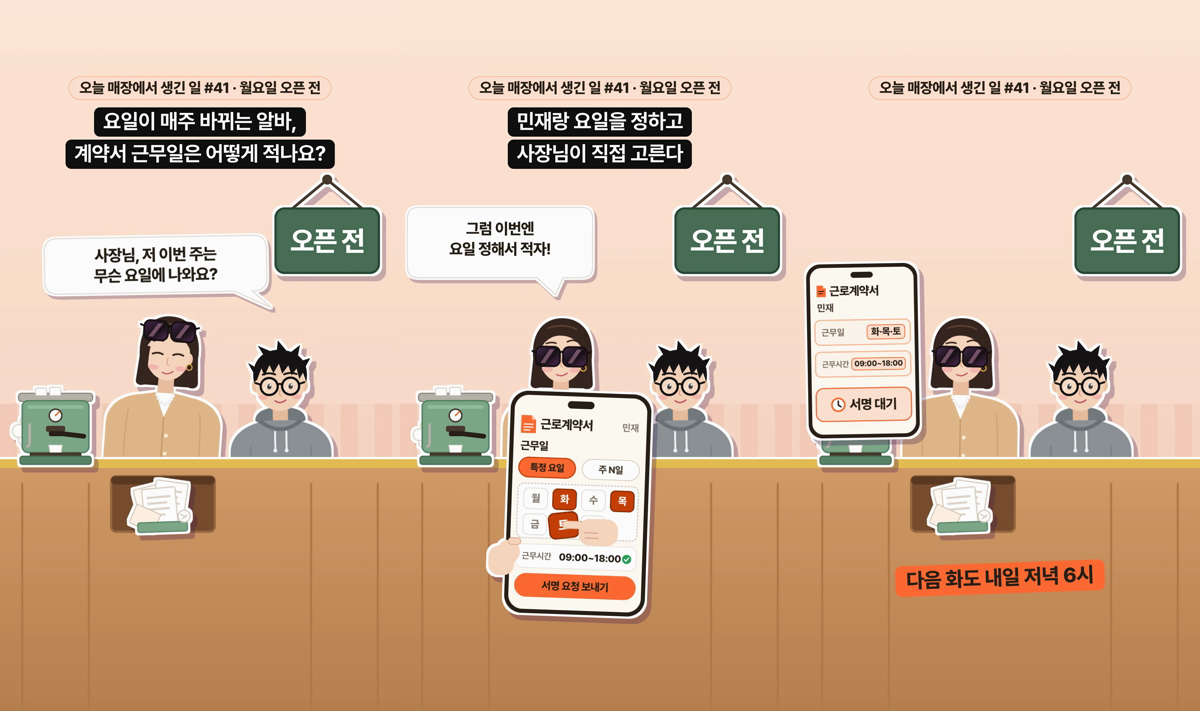 오늘 매장에서 생긴 일 #41 · 월요일 오픈 전
요일이 매주 바뀌는 알바,
계약서 근무일은 어떻게 적나요?
오픈 전
사장님, 저 이번 주는
무슨 요일에 나와요?
오늘 매장에서 생긴 일 #41 · 월요일 오픈 전
민재랑 요일을 정하고
사장님이 직접 고른다
오픈 전
그럼 이번엔
요일 정해서 적자!
근로계약서 민재
근무일
특정 요일 주 N일
월 화 수 목
금
근무시간 09:00~18:00
서명 요청 보내기
오늘 매장에서 생긴 일 #41 · 월요일 오픈 전
오픈 전
근로계약서
민재
근무일 화·목·토
근무시간 09:00~18:00
서명 대기
다음 화도 내일 저녁 6시